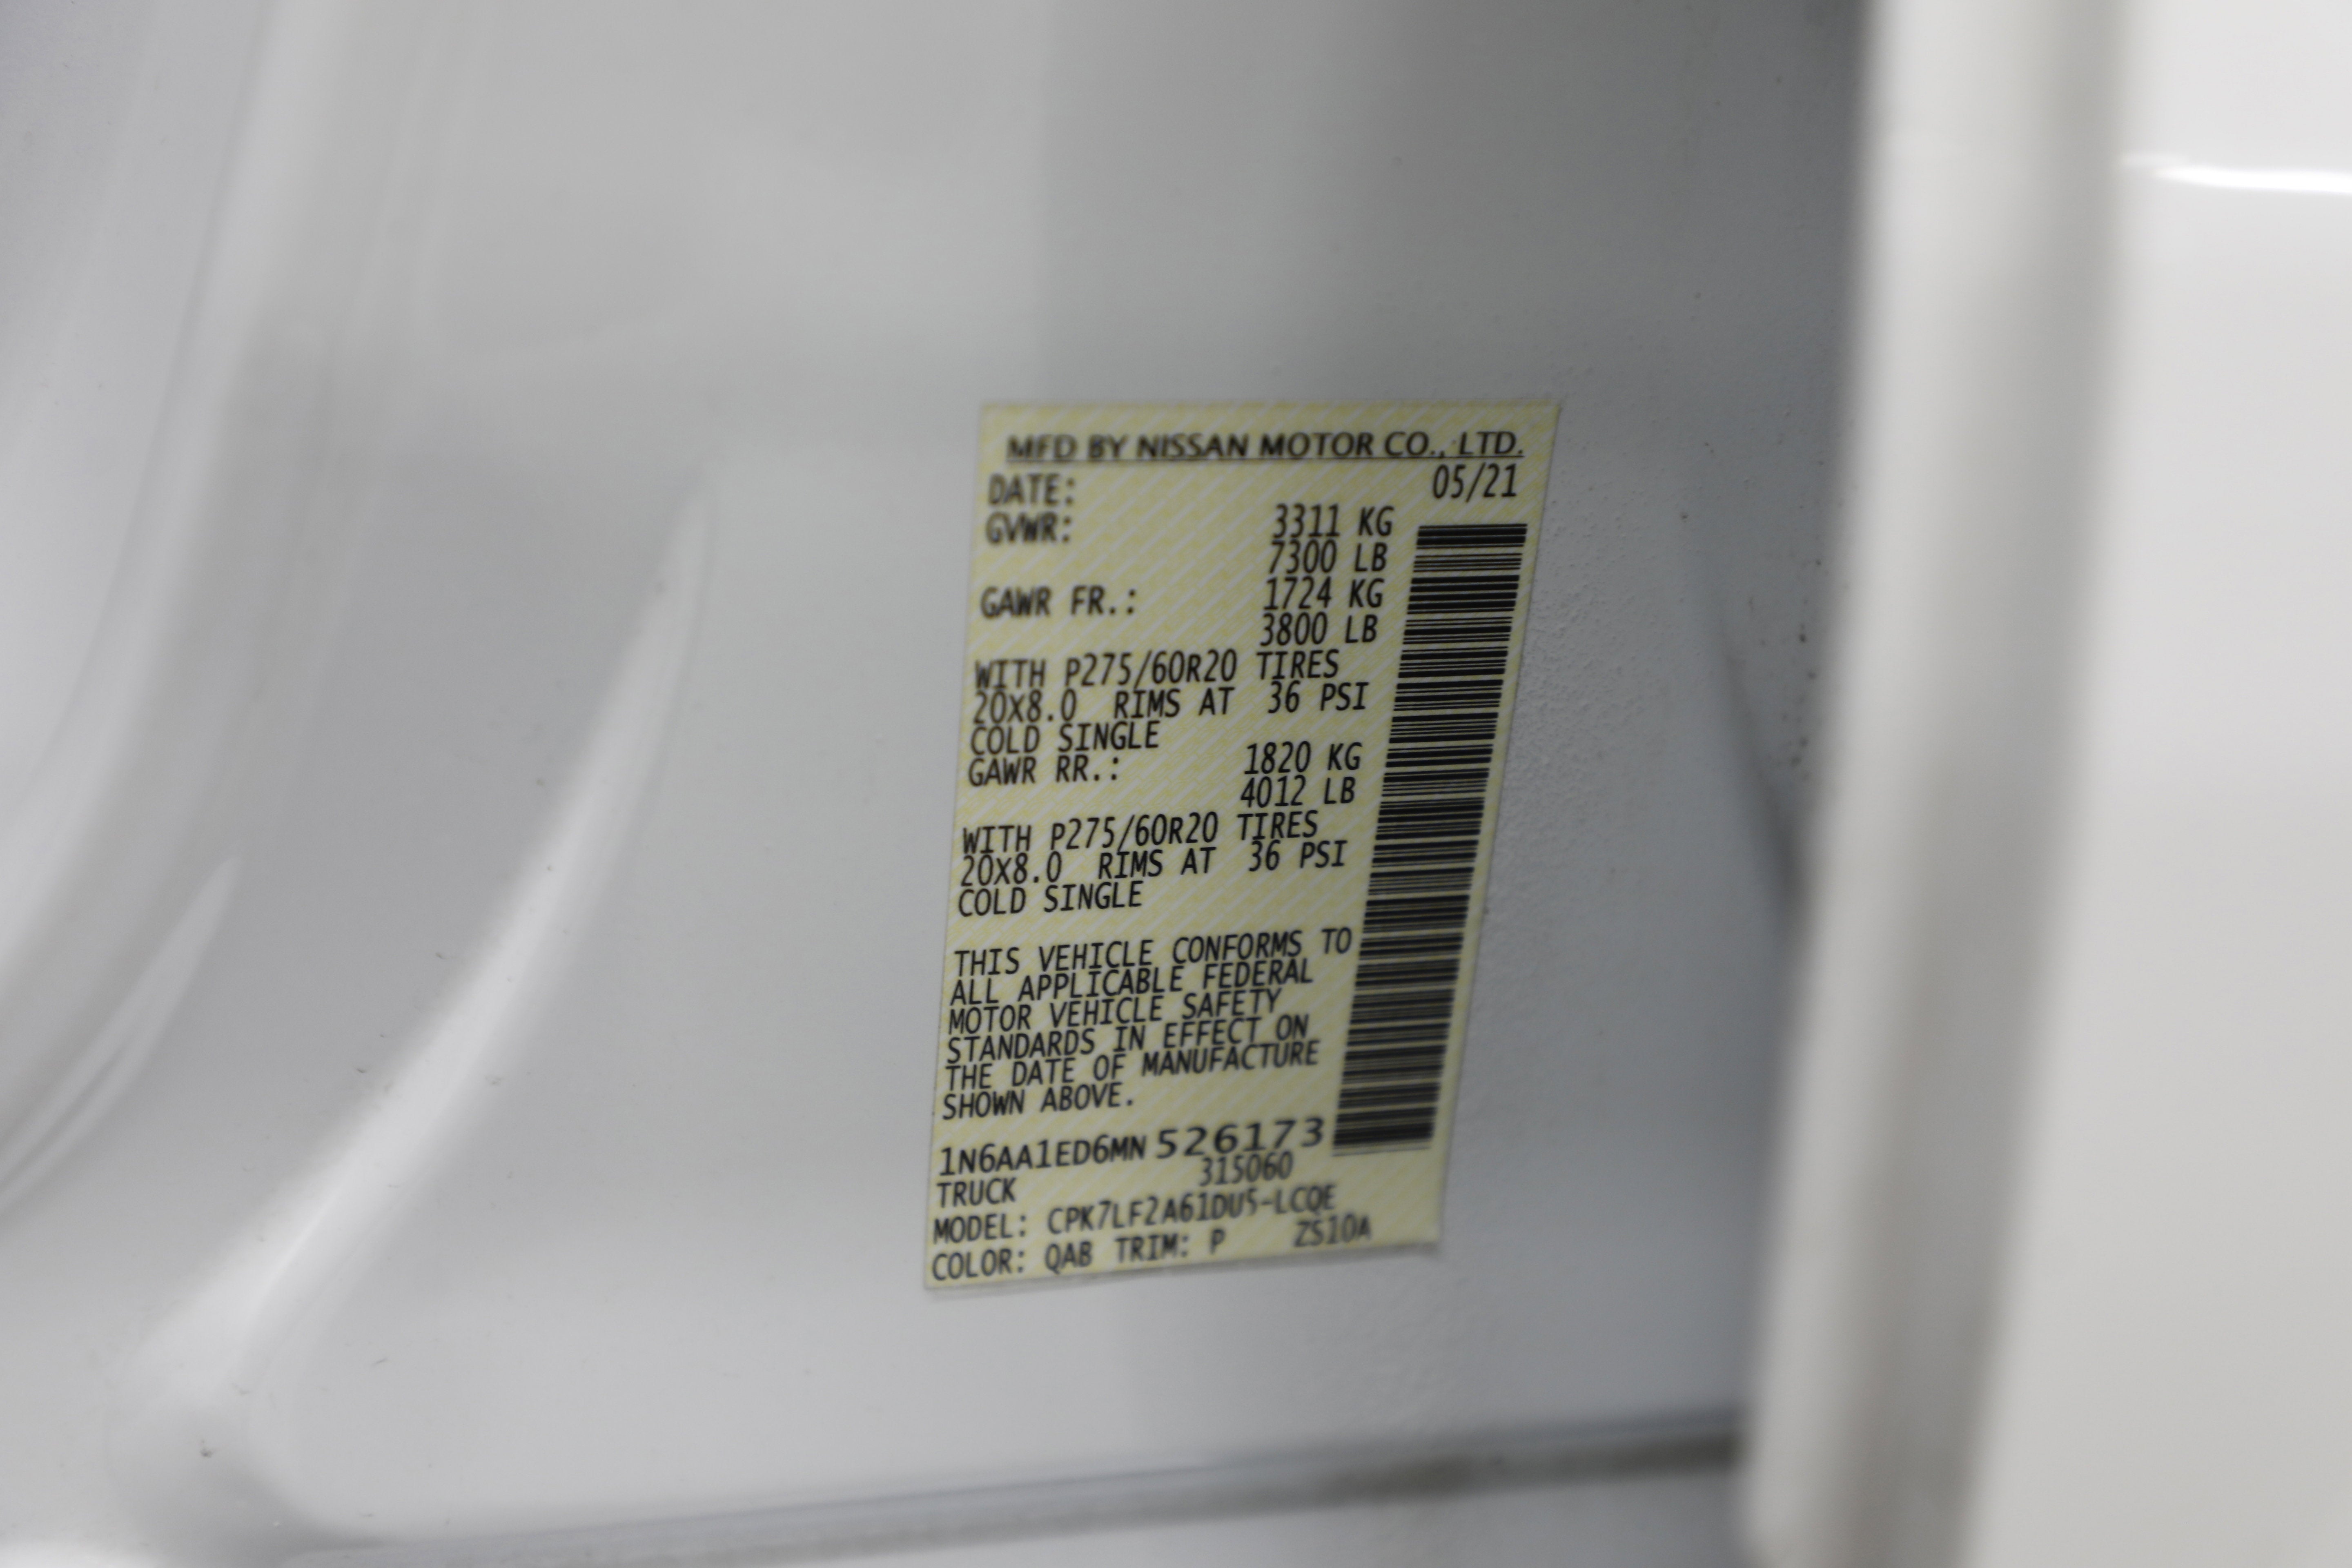 MFD BY NISSAN MOTOR CO., LTD.
DATE: 05/21
GVWR: 3311 KG
7300 LB
GAWR FR.: 1724 KG
3800 LB
WITH P275/60R20 TIRES
20X8.0 RIMS AT 36 PSI
COLD SINGLE
GAWR RR.: 1820 KG
4012 LB
WITH P275/60R20 TIRES
20X8.0 RIMS AT 36 PSI
COLD SINGLE
THIS VEHICLE CONFORMS TO
ALL APPLICABLE FEDERAL
MOTOR VEHICLE SAFETY
STANDARDS IN EFFECT ON
THE DATE OF MANUFACTURE
SHOWN ABOVE.
1N6AA1ED6MN 526173
TRUCK 315060
MODEL: CPK7LF2A61DU5-LCQE
COLOR: QAB TRIM: P ZS10A